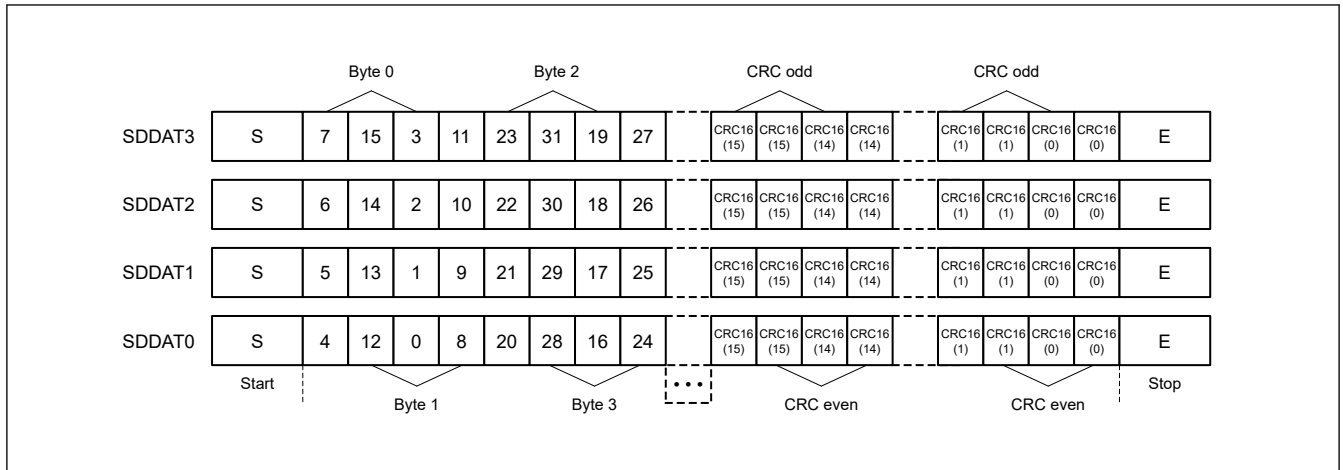 Byte 0 Byte 2 CRC odd CRC odd
SDDAT3 S 7 15 3 11 23 31 19 27 CRC16 (15) CRC16 (15) CRC16 (14) CRC16 (14) CRC16 (1) CRC16 (1) CRC16 (0) CRC16 (0) E
SDDAT2 S 6 14 2 10 22 30 18 26 CRC16 (15) CRC16 (15) CRC16 (14) CRC16 (14) CRC16 (1) CRC16 (1) CRC16 (0) CRC16 (0) E
SDDAT1 S 5 13 1 9 21 29 17 25 CRC16 (15) CRC16 (15) CRC16 (14) CRC16 (14) CRC16 (1) CRC16 (1) CRC16 (0) CRC16 (0) E
SDDAT0 S 4 12 0 8 20 28 16 24 CRC16 (15) CRC16 (15) CRC16 (14) CRC16 (14) CRC16 (1) CRC16 (1) CRC16 (0) CRC16 (0) E
Start ••• Stop
Byte 1 Byte 3 CRC even CRC even